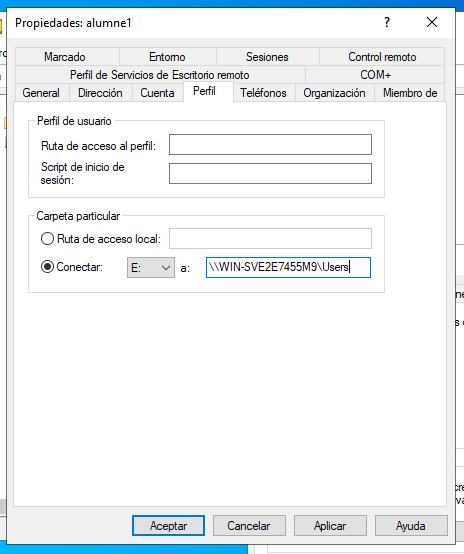 Propiedades: alumne1
Marcado Entorno Sesiones Control remoto
Perfil de Servicios de Escritorio remoto COM+
General Dirección Cuenta Perfil Teléfonos Organización Miembro de
Perfil de usuario
Ruta de acceso al perfil:
Script de inicio de
sesión:
Carpeta particular
Ruta de acceso local:
Conectar: E: a: \\WIN-SVE2E7455M9\Users
Aceptar Cancelar Aplicar Ayuda